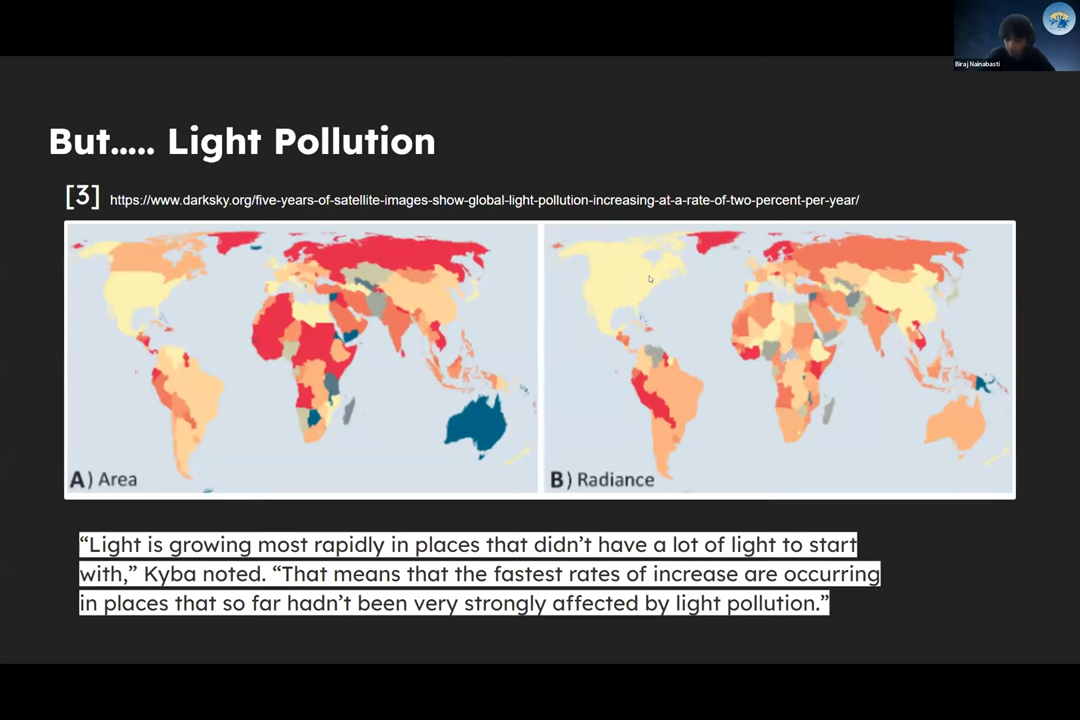 Biraj Nainabasti
But..... Light Pollution
[3] https://www.darksky.org/five-years-of-satellite-images-show-global-light-pollution-increasing-at-a-rate-of-two-percent-per-year/
A) Area
B) Radiance
“Light is growing most rapidly in places that didn’t have a lot of light to start
with,” Kyba noted. “That means that the fastest rates of increase are occurring
in places that so far hadn’t been very strongly affected by light pollution.”